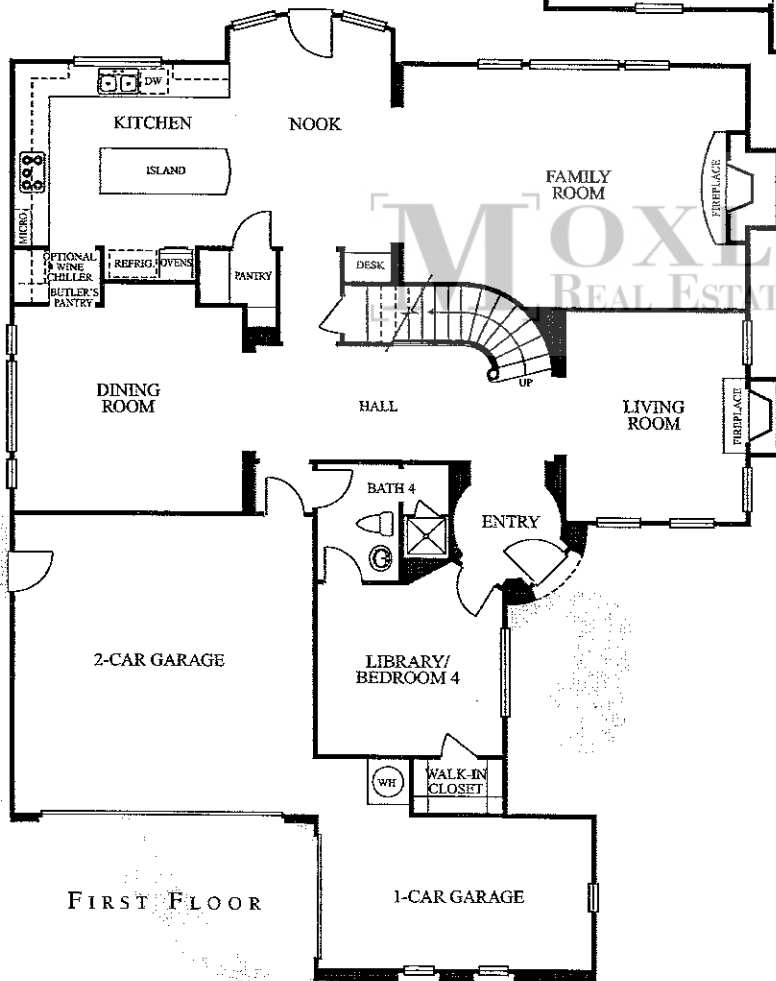 DW
KITCHEN
NOOK
ISLAND
FAMILY
ROOM
FIREPLACE
MICRO
OPTIONAL
WINE
CHILLER
BUTLER'S
PANTRY
REFRIG.
OVENS
PANTRY
DESK
MOXL
REAL ESTAT
DINING
ROOM
HALL
UP
LIVING
ROOM
FIREPLACE
BATH 4
ENTRY
2-CAR GARAGE
LIBRARY/
BEDROOM 4
WH
WALK-IN
CLOSET
FIRST FLOOR
1-CAR GARAGE